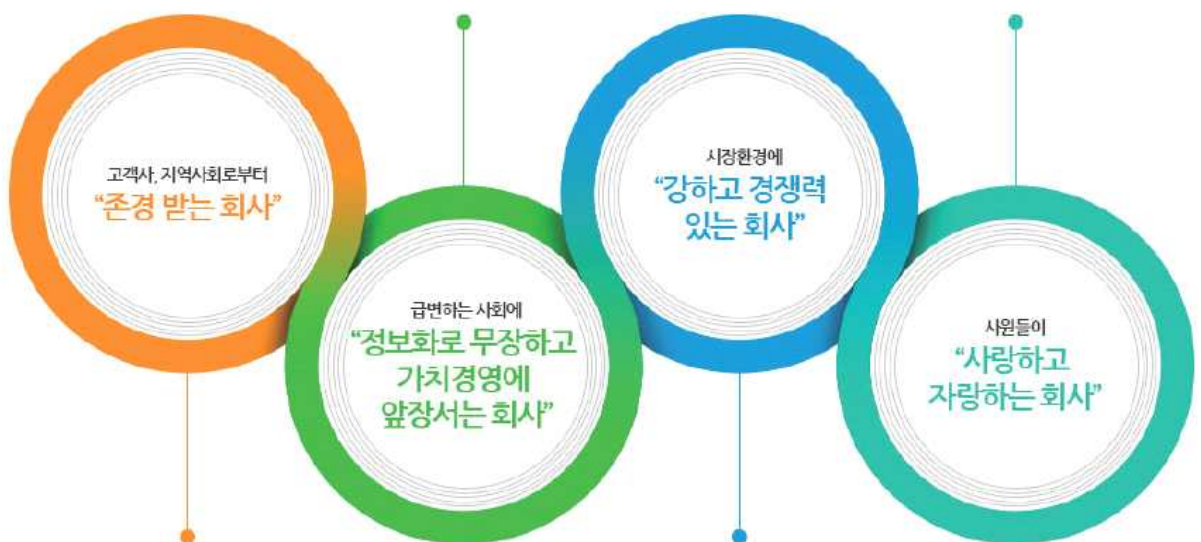 고객사, 지역사회로부터
“존경 받는 회사”
급변하는 사회에
“정보화로 무장하고
가치경영에
앞장서는 회사”
시장환경에
“강하고 경쟁력
있는 회사”
사원들이
“사랑하고
자랑하는 회사”